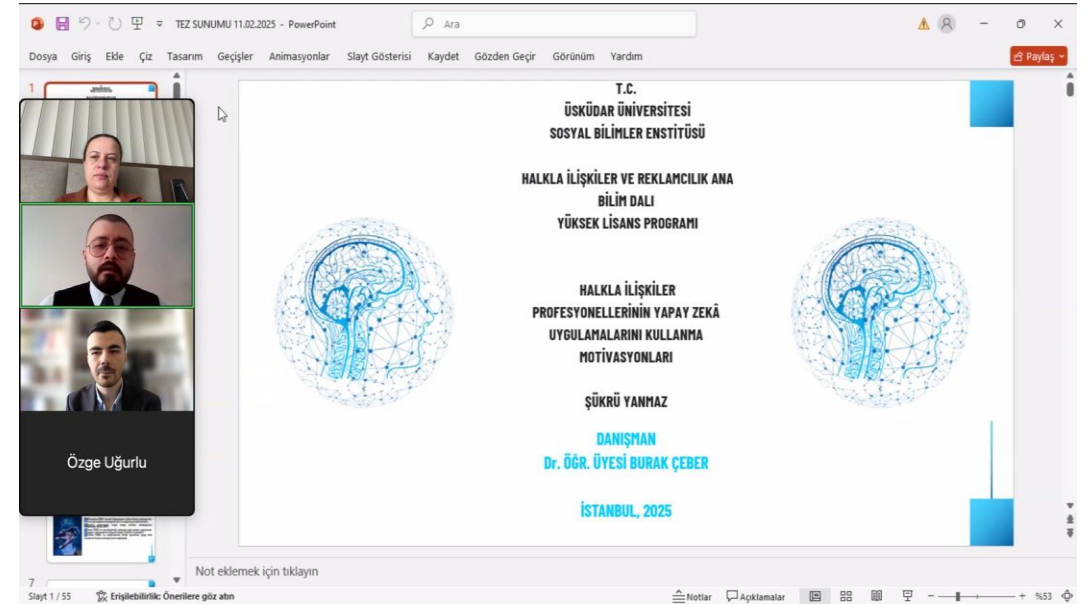 TEZ SUNUMU 11.02.2025 - PowerPoint
Ara
Dosya Giriş Ekle Çiz Tasarım Geçişler Animasyonlar Slayt Gösterisi Kaydet Gözden Geçir Görünüm Yardım
Paylaş
1
T.C.
ÜSKÜDAR ÜNİVERSİTESİ
SOSYAL BİLİMLER ENSTİTÜSÜ
HALKLA İLİŞKİLER VE REKLAMCILIK ANA
BİLİM DALI
YÜKSEK LİSANS PROGRAMI
HALKLA İLİŞKİLER
PROFESYONELLERİNİN YAPAY ZEKÂ
UYGULAMALARINI KULLANMA
MOTİVASYONLARI
ŞÜKRÜ YANMAZ
DANIŞMAN
Dr. ÖĞR. ÜYESİ BURAK ÇEBER
İSTANBUL, 2025
Özge Uğurlu
7
Not eklemek için tıklayın
Slayt 1 / 55 Erişilebilirlik: Önerilere göz atın Notlar Açıklamalar %53